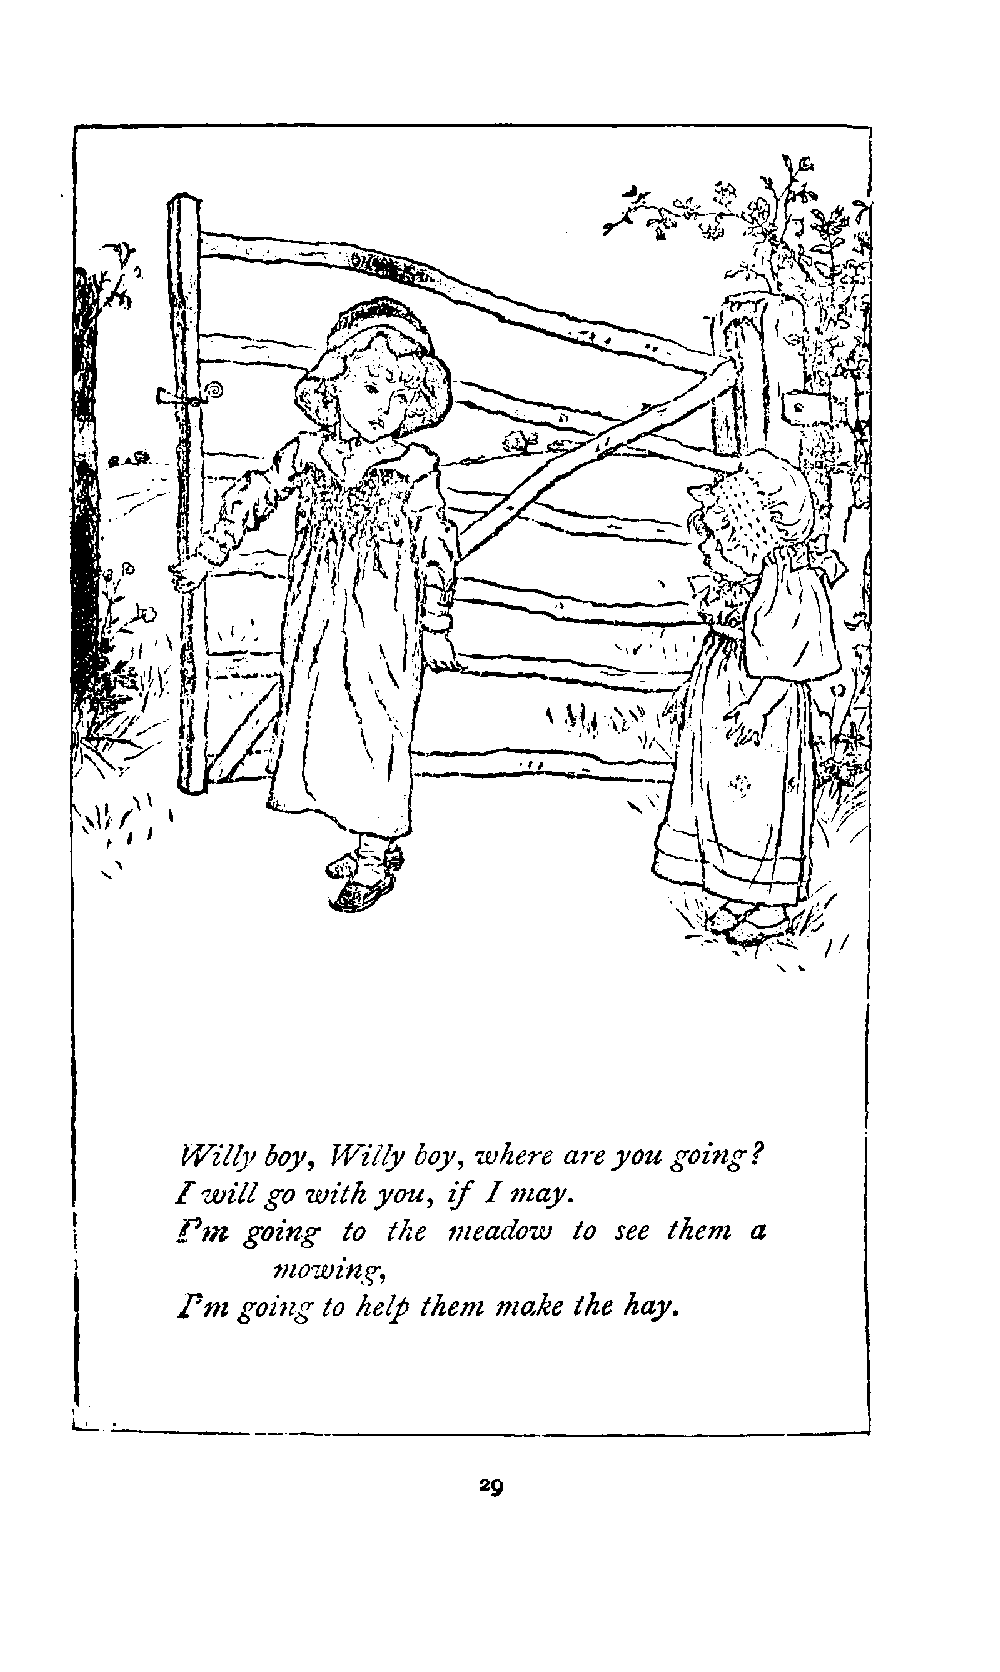 Willy boy, Willy boy, where are you going?
I will go with you, if I may.
I'm going to the meadow to see them a
mowing,
I'm going to help them make the hay.
29